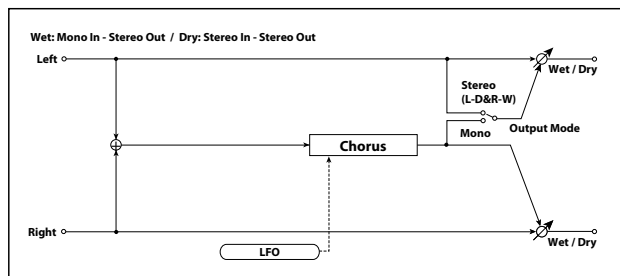 Wet: Mono In - Stereo Out / Dry: Stereo In - Stereo Out
Left
Wet / Dry
Stereo
(L-D&R-W)
Mono
Output Mode
Chorus
Right
Wet / Dry
LFO